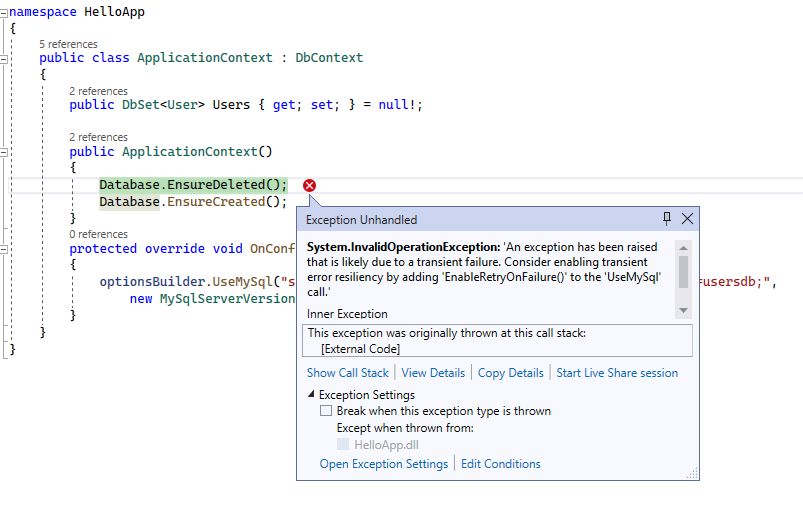 namespace HelloApp
{
5 references
public class ApplicationContext : DbContext
{
2 references
public DbSet<User> Users { get; set; } = null!;
2 references
public ApplicationContext()
{
Database.EnsureDeleted();
Database.EnsureCreated();
}
0 references
protected override void OnConf
{
optionsBuilder.UseMySql("s
=usersdb;",
new MySqlServerVersion
}
}
}
Exception Unhandled
System.InvalidOperationException: 'An exception has been raised
that is likely due to a transient failure. Consider enabling transient
error resiliency by adding 'EnableRetryOnFailure()' to the 'UseMySql'
call.'
Inner Exception
This exception was originally thrown at this call stack:
[External Code]
Show Call Stack | View Details | Copy Details | Start Live Share session
Exception Settings
Break when this exception type is thrown
Except when thrown from:
HelloApp.dll
Open Exception Settings | Edit Conditions